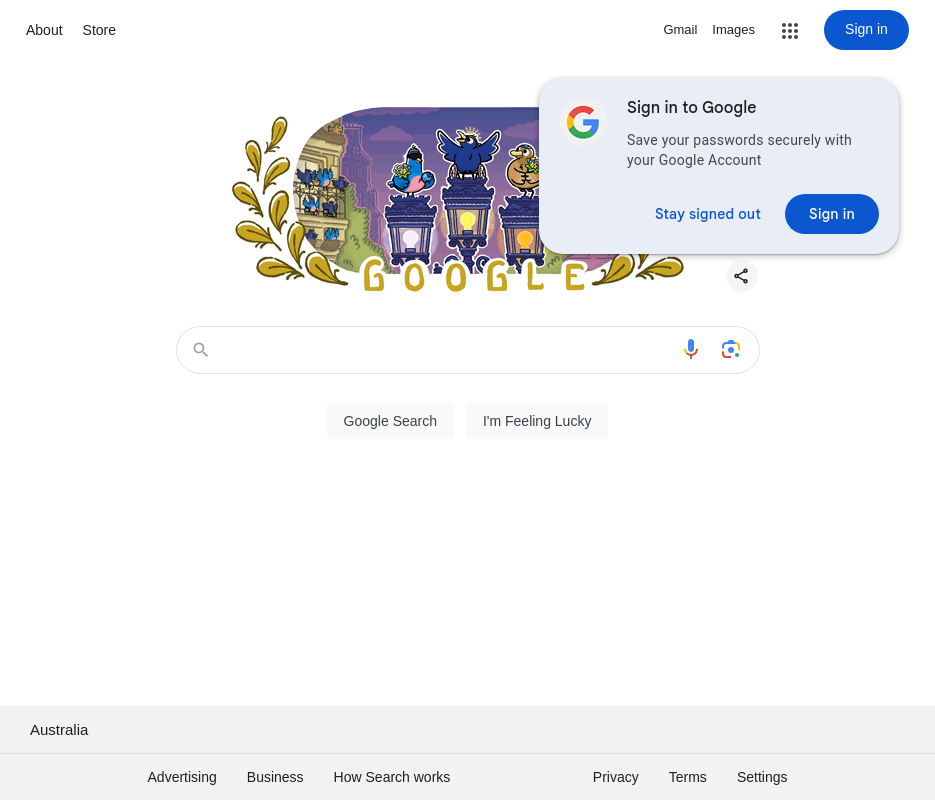 About Store
Gmail Images Sign in
Sign in to Google
Save your passwords securely with
your Google Account
Stay signed out Sign in
GOOGLE
Google Search I'm Feeling Lucky
Australia
Advertising Business How Search works
Privacy Terms Settings